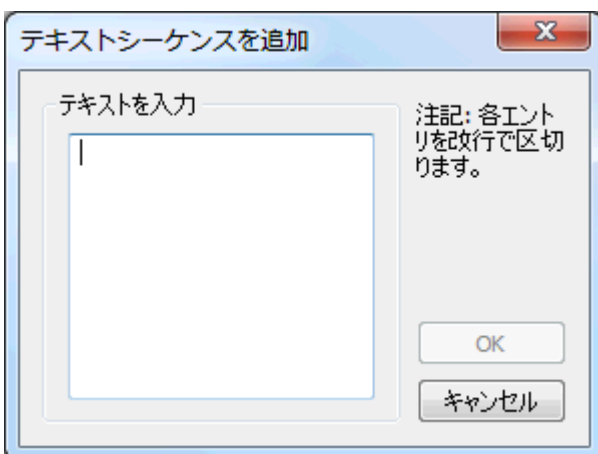 テキストシーケンスを追加
テキストを入力
注記: 各エント
リを改行で区切
ります。
OK
キャンセル